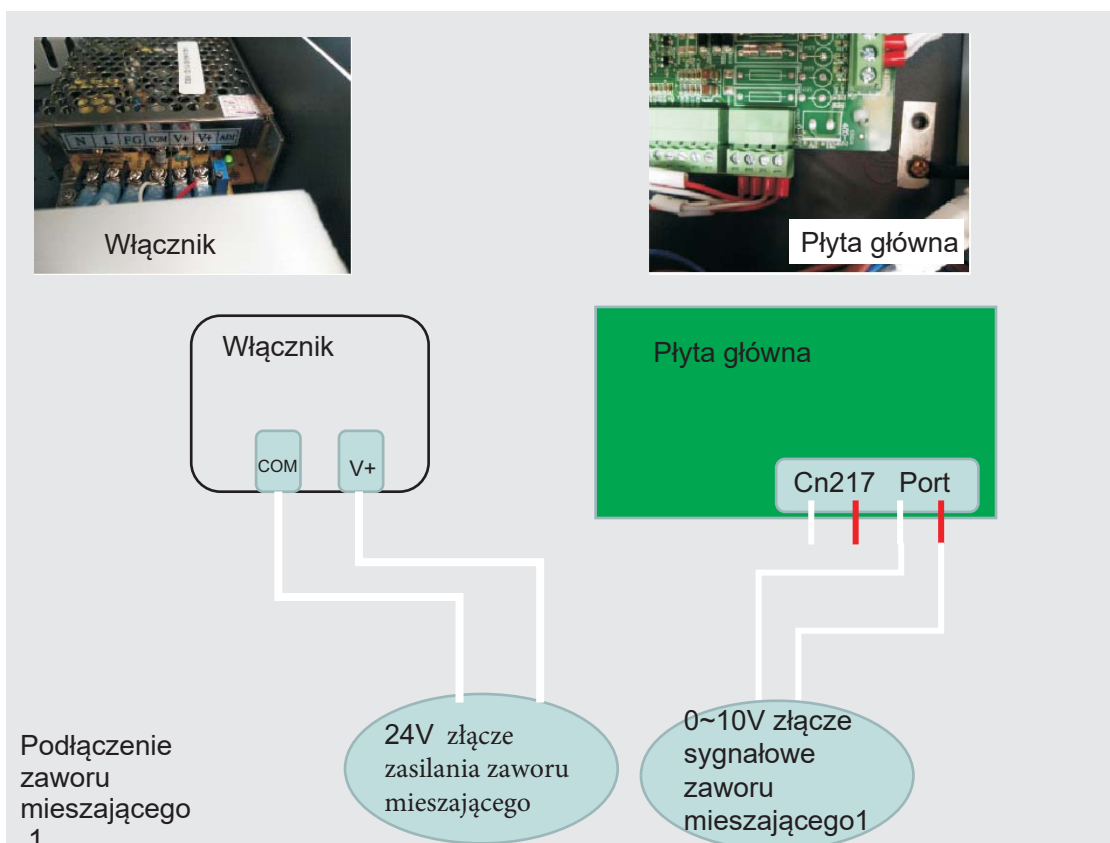 N L FG COM V+ V+ ADJ
Włącznik
Płyta główna
Włącznik
COM
V+
Płyta główna
Cn217 Port
24V złącze
zasilania zaworu
mieszającego
0~10V złącze
sygnałowe
zaworu
mieszającego1
Podłączenie
zaworu
mieszającego
1